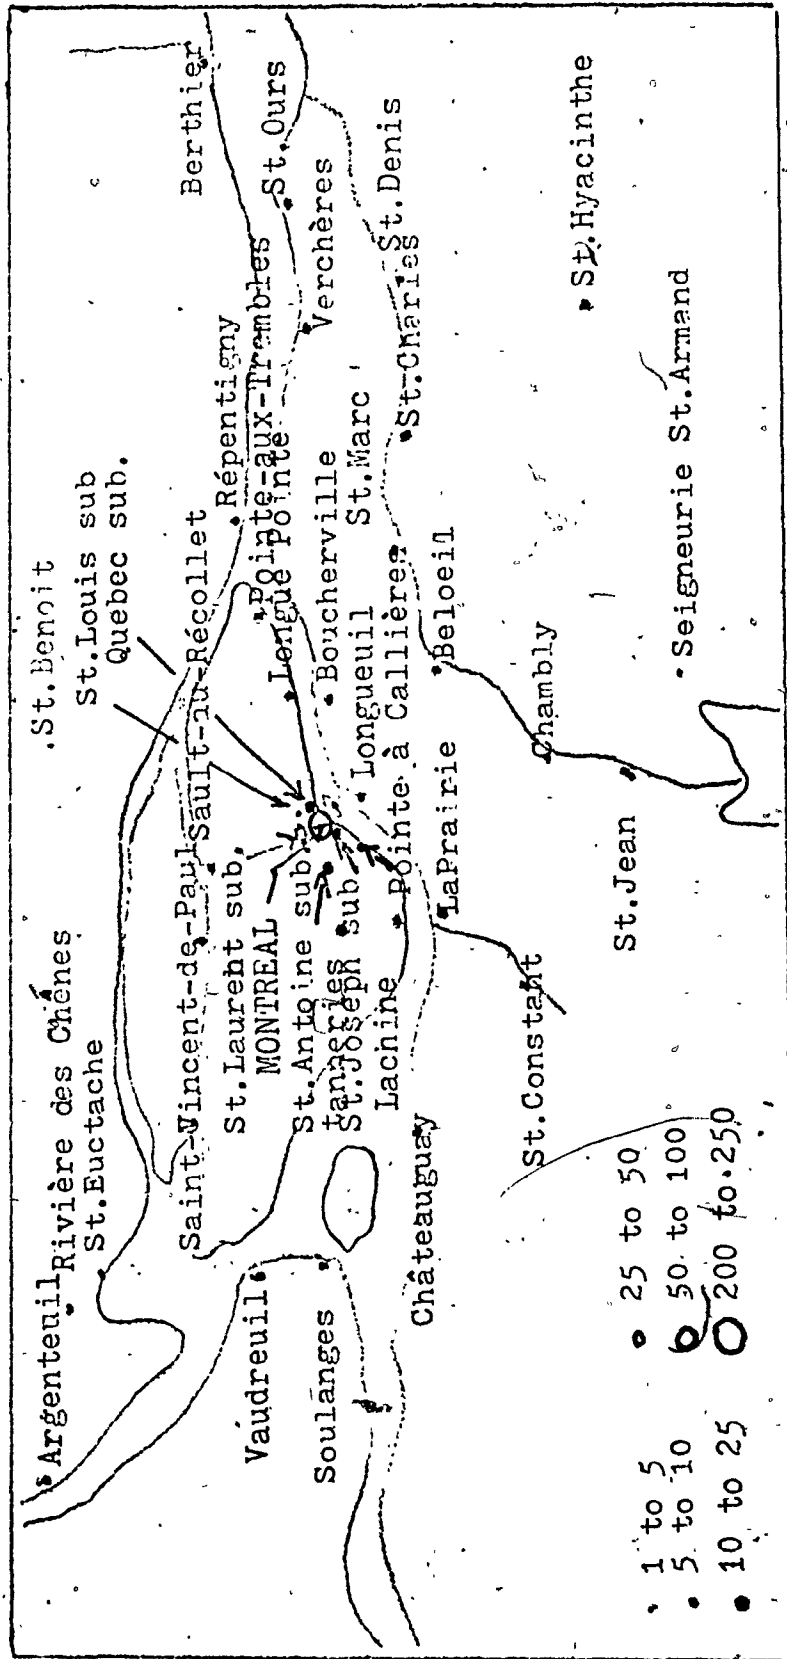 Argenteuil
Rivière des Chênes
St.Euctache
.St.Benoit
St.Louis sub
Quebec sub.
Répentigny
Berthier
Saint-Vincent-de-Paul
Sault-au-Récollet
Pointe-aux-Trembles
St.Ours
St.Laurent sub.
MONTREAL
Longue Pointe
Verchères
Vaudreuil
St.Antoine sub.
Tanneries
St.Joseph sub
Boucherville
Soulanges
Longueuil
St.Marc
Lachine
Pointe à Callières
St.Charles
St.Denis
Châteauguay
LaPrairie
Beloeil
St.Constant
Chambly
St.Hyacinthe
St.Jean
Seigneurie St.Armand
1 to 5
5 to 10
10 to 25
25 to 50
50 to 100
200 to 250